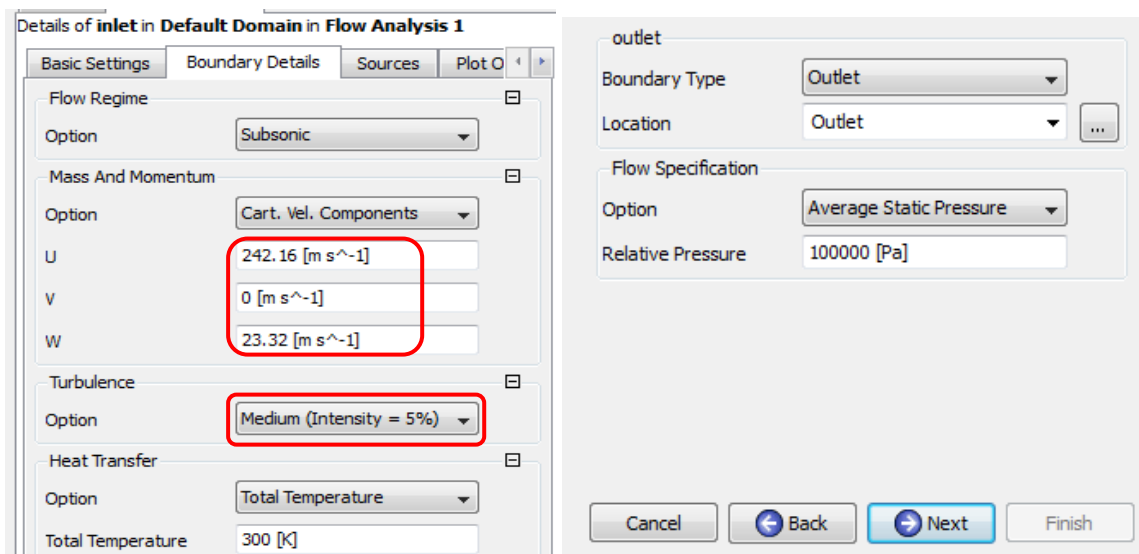 Details of inlet in Default Domain in Flow Analysis 1
Basic Settings Boundary Details Sources Plot O
Flow Regime
Option Subsonic
Mass And Momentum
Option Cart. Vel. Components
U 242.16 [m s^-1]
V 0 [m s^-1]
W 23.32 [m s^-1]
Turbulence
Option Medium (Intensity = 5%)
Heat Transfer
Option Total Temperature
Total Temperature 300 [K]
outlet
Boundary Type Outlet
Location Outlet ...
Flow Specification
Option Average Static Pressure
Relative Pressure 100000 [Pa]
Cancel Back Next Finish